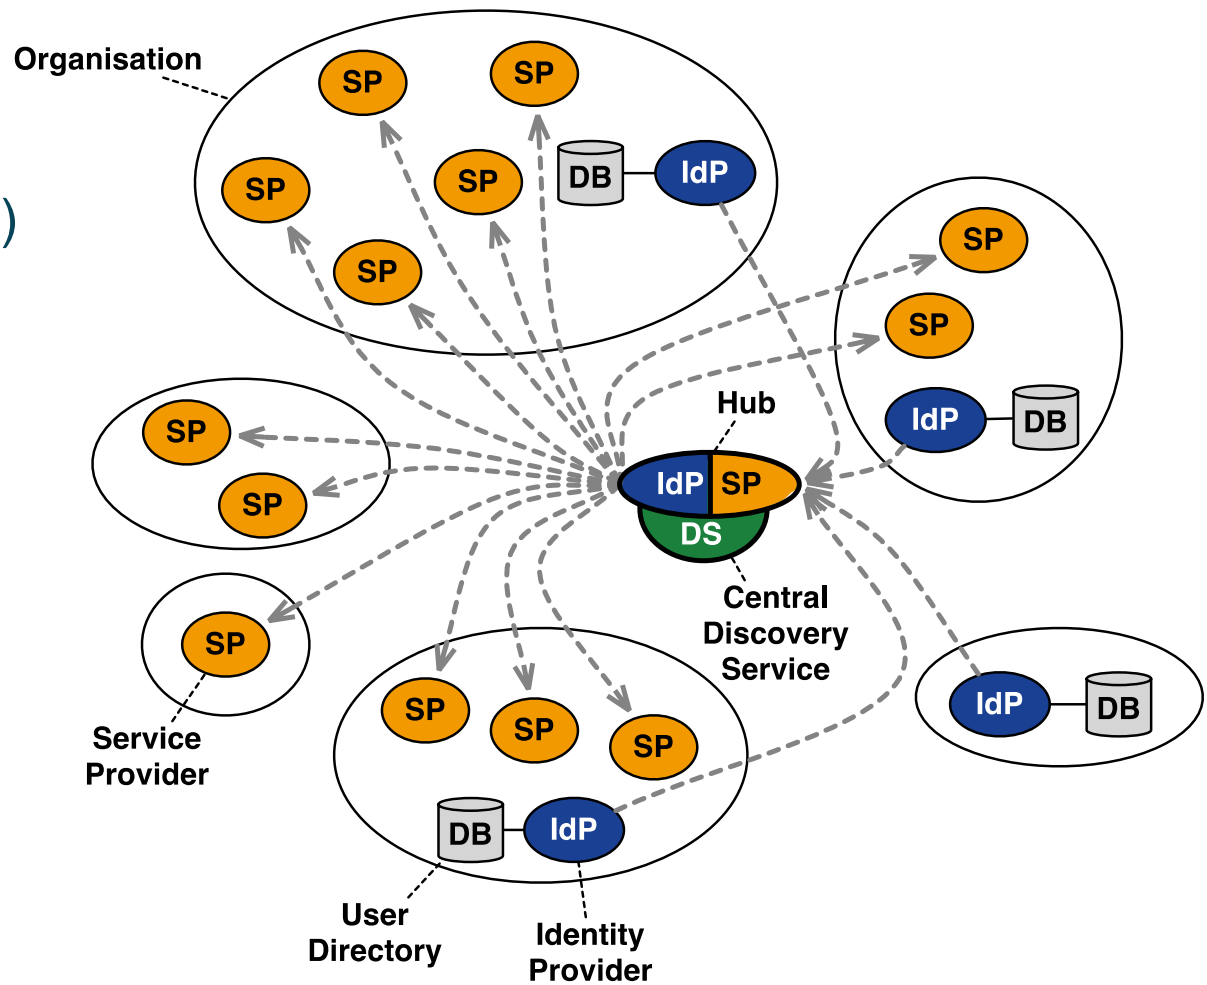 Organisation
SP
SP
SP
SP
DB
IdP
SP
)
SP
SP
IdP
DB
Hub
SP
SP
IdP
SP
DS
Central
Discovery
Service
SP
Service
Provider
SP
SP
SP
DB
IdP
IdP
DB
User
Directory
Identity
Provider